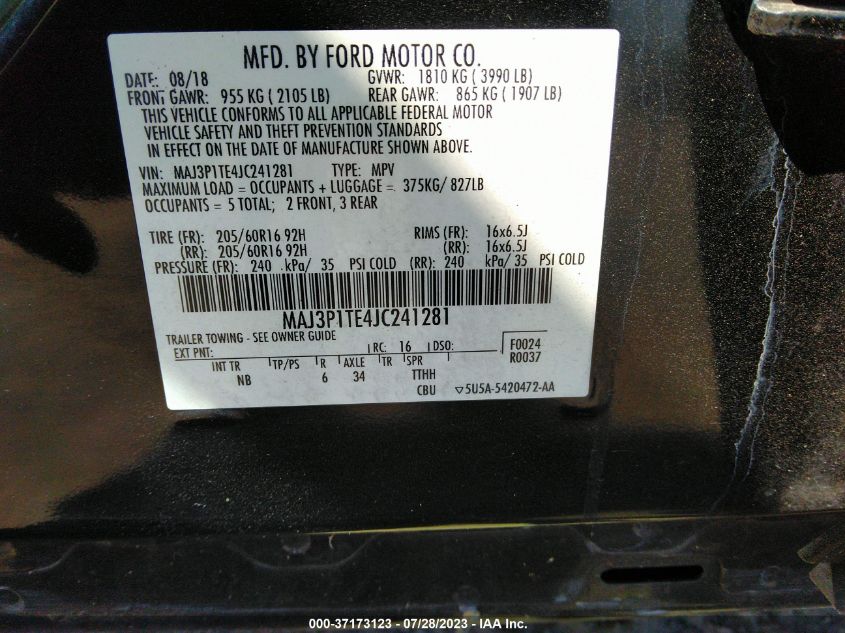 MFD. BY FORD MOTOR CO.
DATE: 08/18 GVWR: 1810 KG ( 3990 LB)
FRONT GAWR: 955 KG ( 2105 LB) REAR GAWR: 865 KG ( 1907 LB)
THIS VEHICLE CONFORMS TO ALL APPLICABLE FEDERAL MOTOR
VEHICLE SAFETY AND THEFT PREVENTION STANDARDS
IN EFFECT ON THE DATE OF MANUFACTURE SHOWN ABOVE.
VIN: MAJ3P1TE4JC241281 TYPE: MPV
MAXIMUM LOAD = OCCUPANTS + LUGGAGE = 375KG/ 827LB
OCCUPANTS = 5 TOTAL; 2 FRONT, 3 REAR
TIRE (FR): 205/60R16 92H RIMS (FR): 16x6.5J
(RR): 205/60R16 92H (RR): 16x6.5J
PRESSURE (FR): 240 kPa/ 35 PSI COLD (RR): 240 kPa/ 35 PSI COLD
MAJ3P1TE4JC241281
TRAILER TOWING - SEE OWNER GUIDE
EXT PNT: RC: 16 DSO: F0024
R0037
INT TR TP/PS R AXLE TR SPR
NB 6 34 TTHH
CBU ▽5U5A-5420472-AA
000-37173123 - 07/28/2023 - IAA Inc.